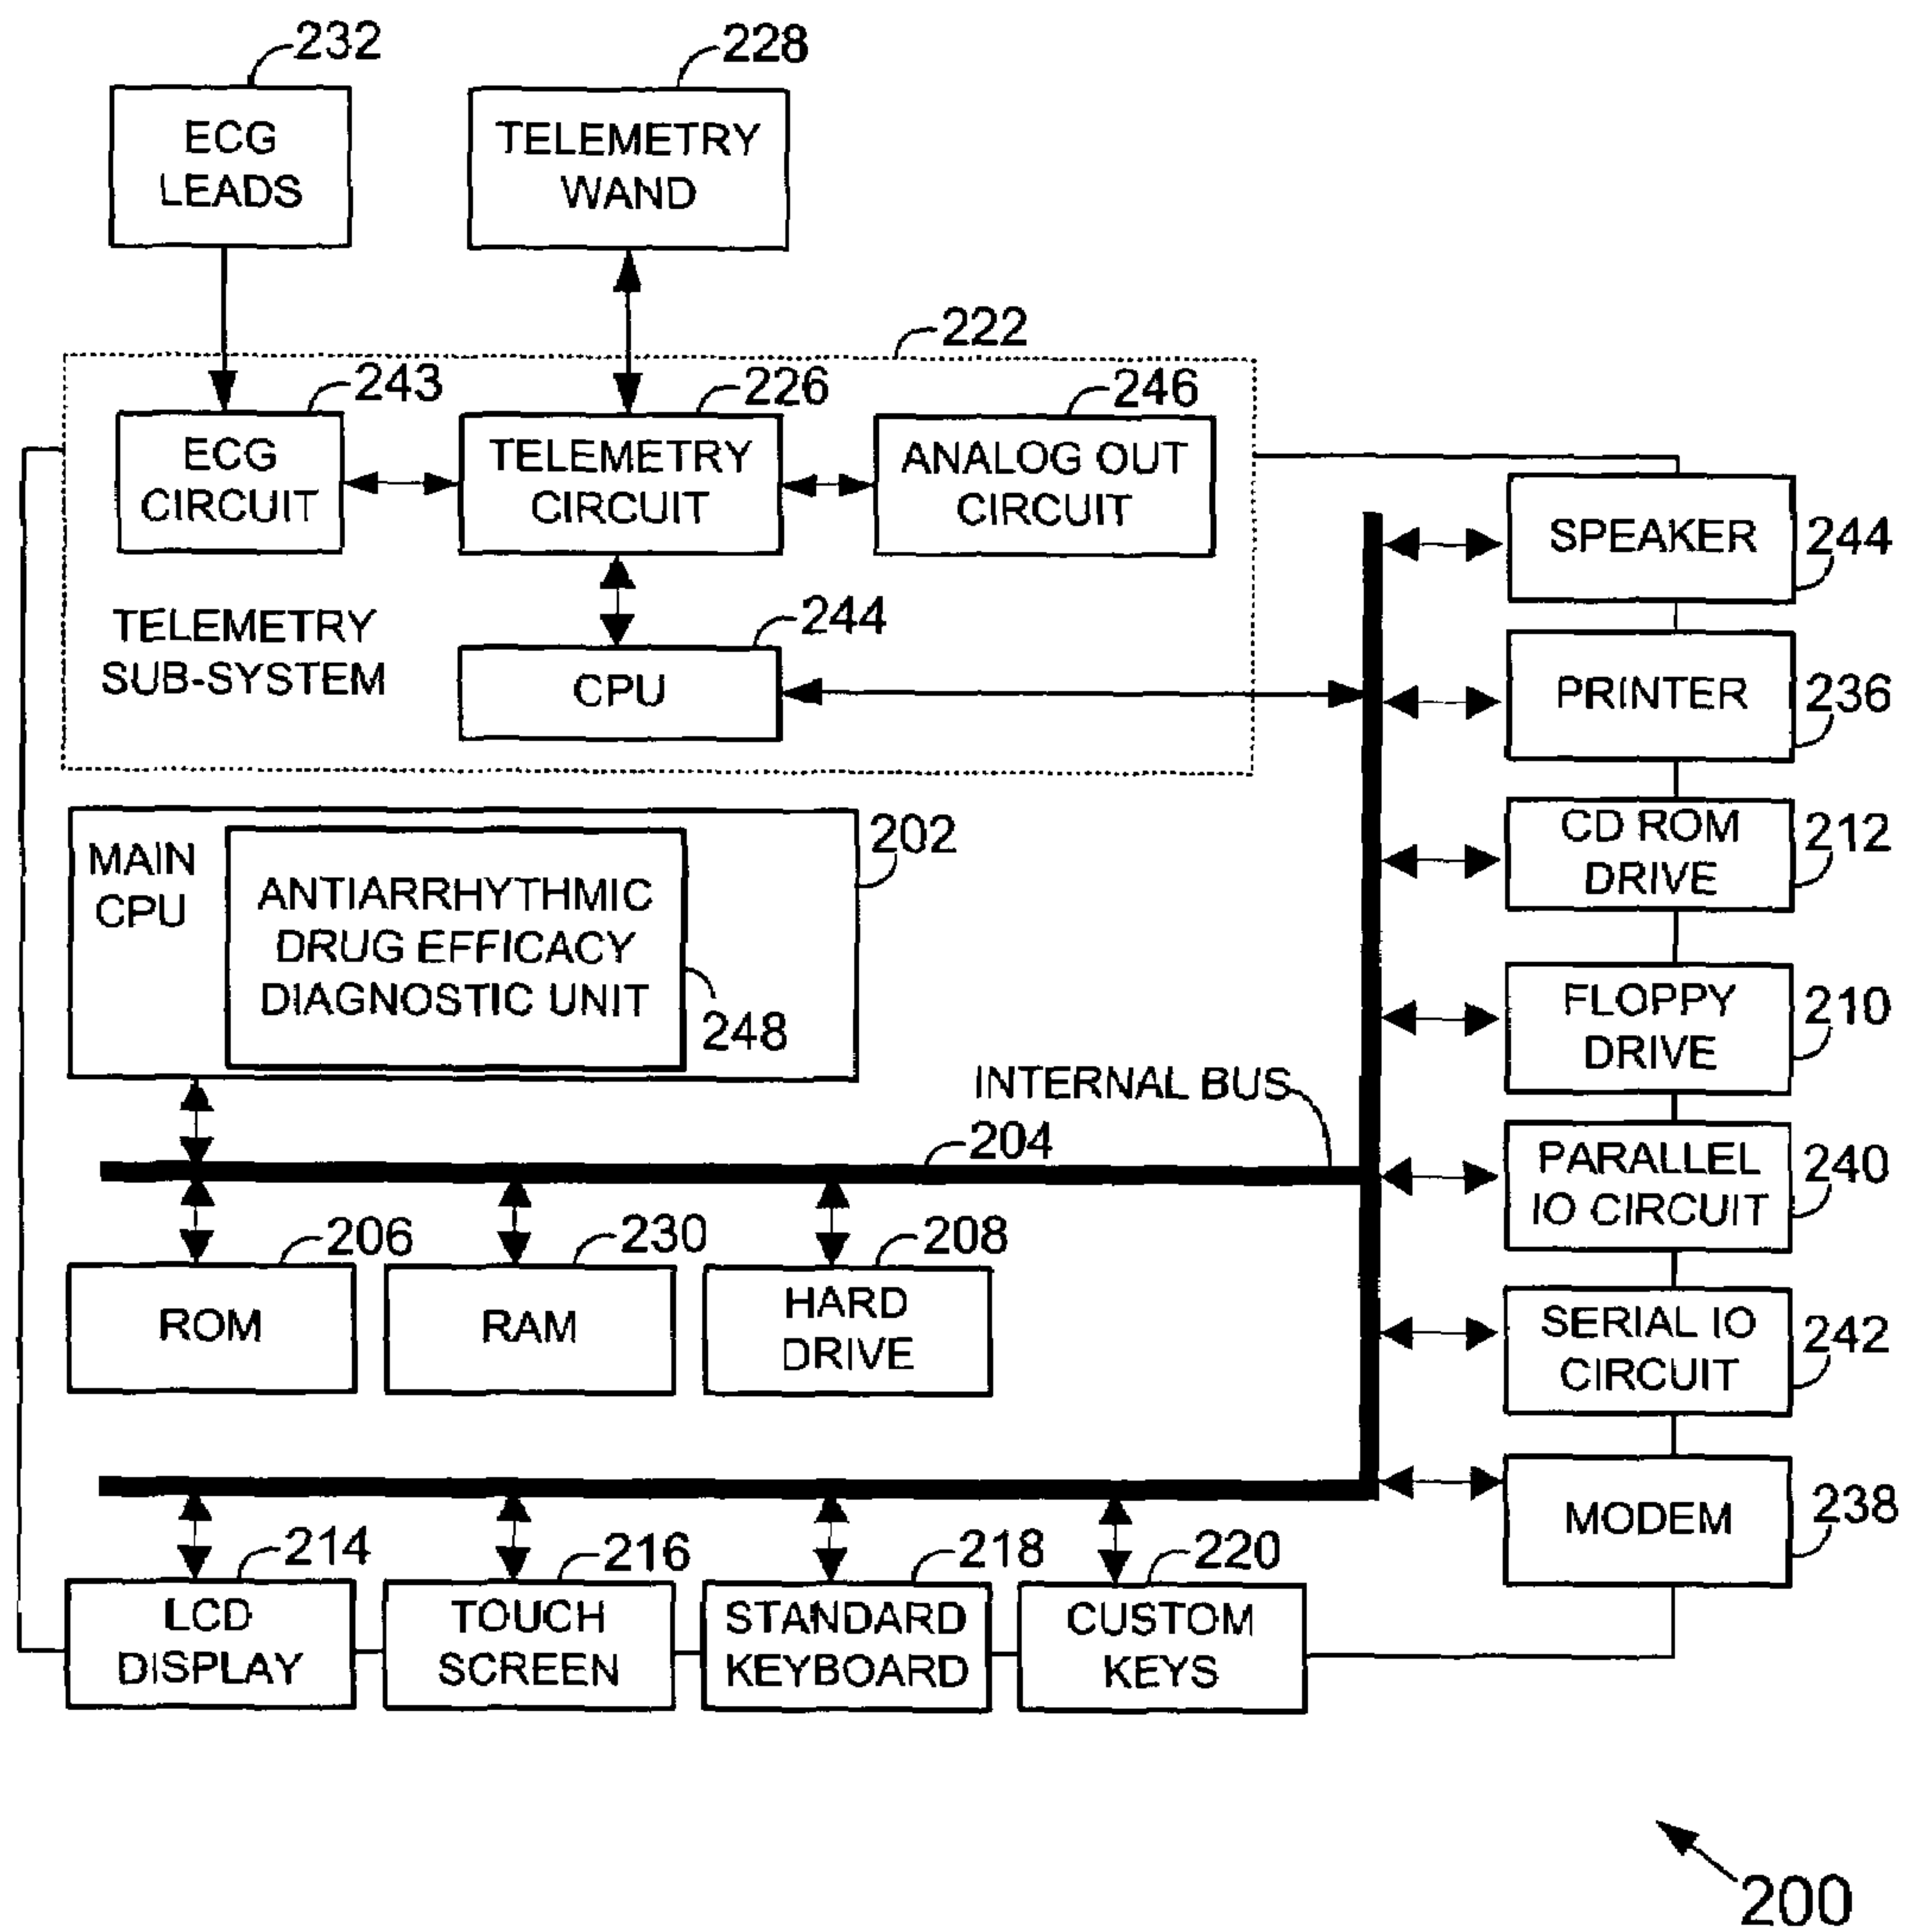 232
228
ECG
LEADS
TELEMETRY
WAND
222
243
226
246
ECG
CIRCUIT
TELEMETRY
CIRCUIT
ANALOG OUT
CIRCUIT
SPEAKER
244
TELEMETRY
SUB-SYSTEM
244
CPU
PRINTER
236
MAIN
CPU
202
ANTIARRHYTHMIC
DRUG EFFICACY
DIAGNOSTIC UNIT
248
CD ROM
DRIVE
212
FLOPPY
DRIVE
210
INTERNAL BUS
204
PARALLEL
IO CIRCUIT
240
206
230
208
ROM
RAM
HARD
DRIVE
SERIAL IO
CIRCUIT
242
MODEM
238
214
216
218
220
LCD
DISPLAY
TOUCH
SCREEN
STANDARD
KEYBOARD
CUSTOM
KEYS
200